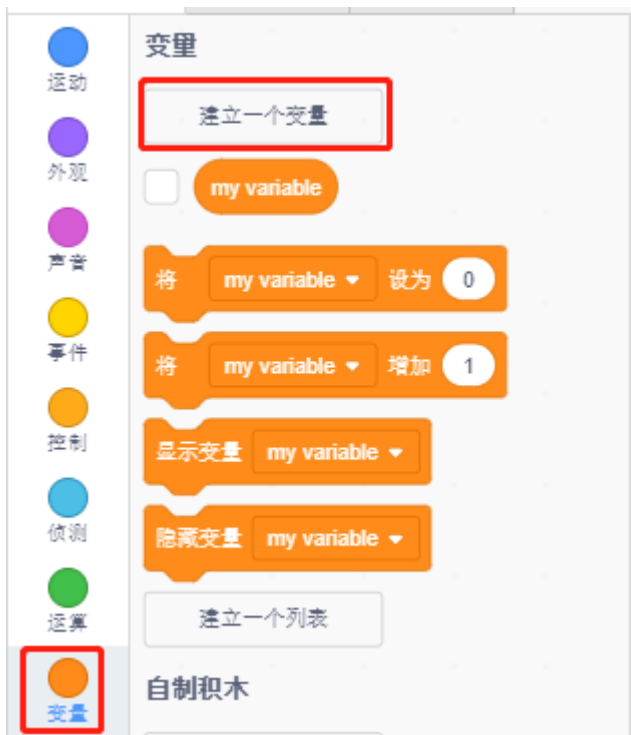 运动
外观
声音
事件
控制
侦测
运算
变量
变量
建立一个变量
my variable
将 my variable 设为 0
将 my variable 增加 1
显示变量 my variable
隐藏变量 my variable
建立一个列表
自制积木